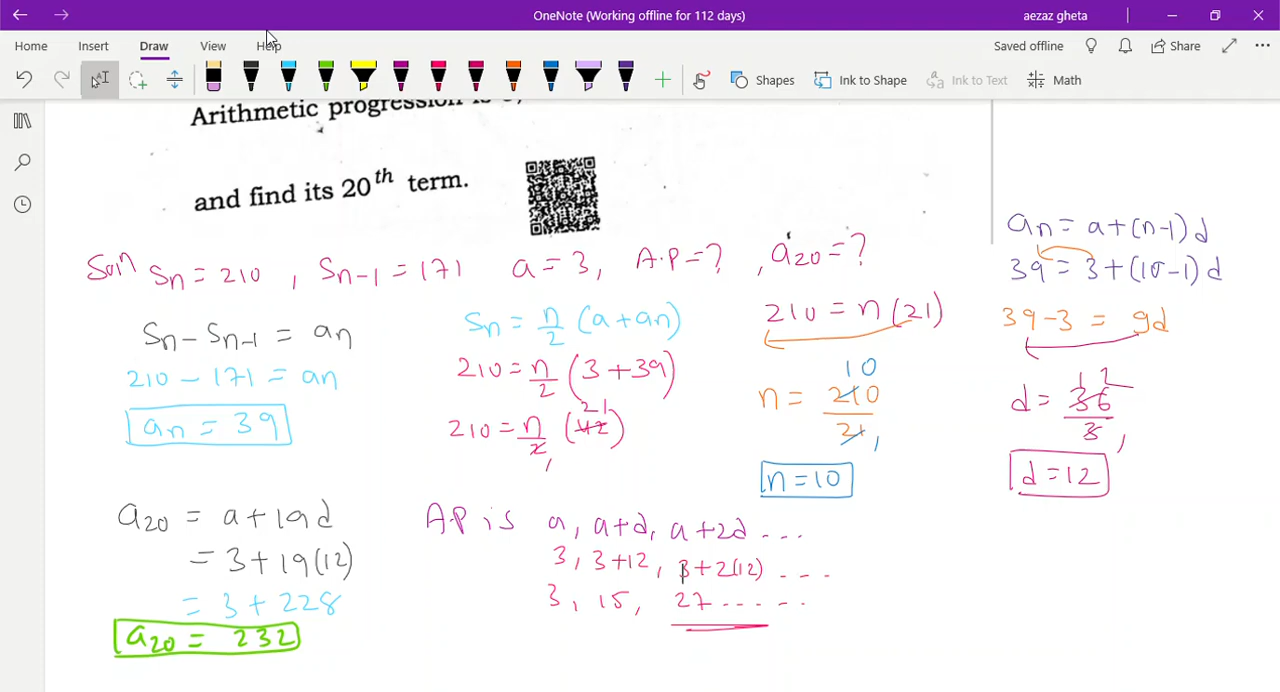 OneNote (Working offline for 112 days)
aezaz gheta
Home Insert Draw View Help
Saved offline Share
Shapes Ink to Shape Ink to Text Math
Arithmetic progression is
and find its 20th term.
Soln Sn = 210 , Sn-1 = 171 a = 3, A.P = ? , a20 = ?
Sn - Sn-1 = an
210 - 171 = an
an = 39
Sn = n/2 (a + an)
210 = n/2 (3 + 39)
210 = n/2 (42) 21
210 = n (21)
n = 210/21 10
n = 10
an = a + (n-1) d
39 = 3 + (10-1) d
39 - 3 = 9d
d = 36/3 12
d = 12
a20 = a + 19d
= 3 + 19(12)
= 3 + 228
a20 = 232
AP is a, a+d, a+2d ...
3, 3+12, 3+2(12) ...
3, 15, 27......